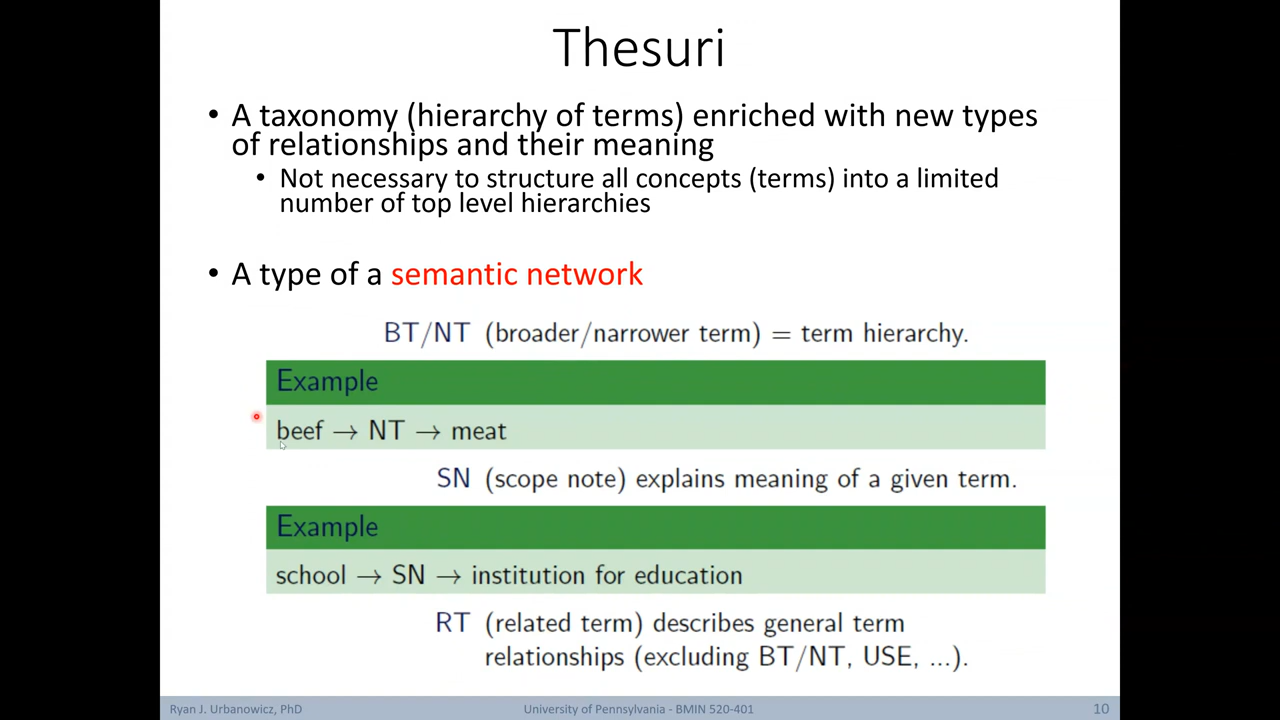 Thesuri
• A taxonomy (hierarchy of terms) enriched with new types
of relationships and their meaning
• Not necessary to structure all concepts (terms) into a limited
number of top level hierarchies
• A type of a semantic network
BT/NT (broader/narrower term) = term hierarchy.
Example
beef → NT → meat
SN (scope note) explains meaning of a given term.
Example
school → SN → institution for education
RT (related term) describes general term
relationships (excluding BT/NT, USE, ...).
Ryan J. Urbanowicz, PhD University of Pennsylvania - BMIN 520-401 10